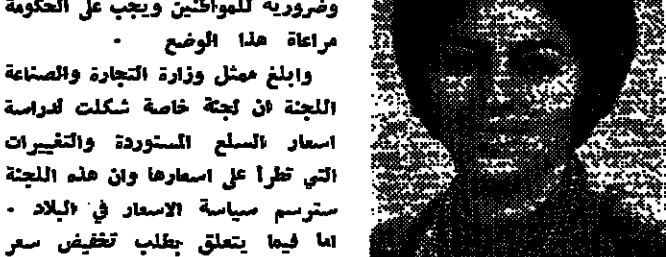 وضرورية للمواطنين ويجب على الحكومة
مراعاة هذا الوضع -
وابلغ ممثل وزارة التجارة والصناعة
اللجنة ان لجنة خاصة شكلت لدراسة
اسعار السلع المستوردة والتغييرات
التي تطرأ على اسعارها وان هذه اللجنة
سترسم سياسة الاسعار في البلاد -
اما فيما يتعلق بطلب تخفيض سعر